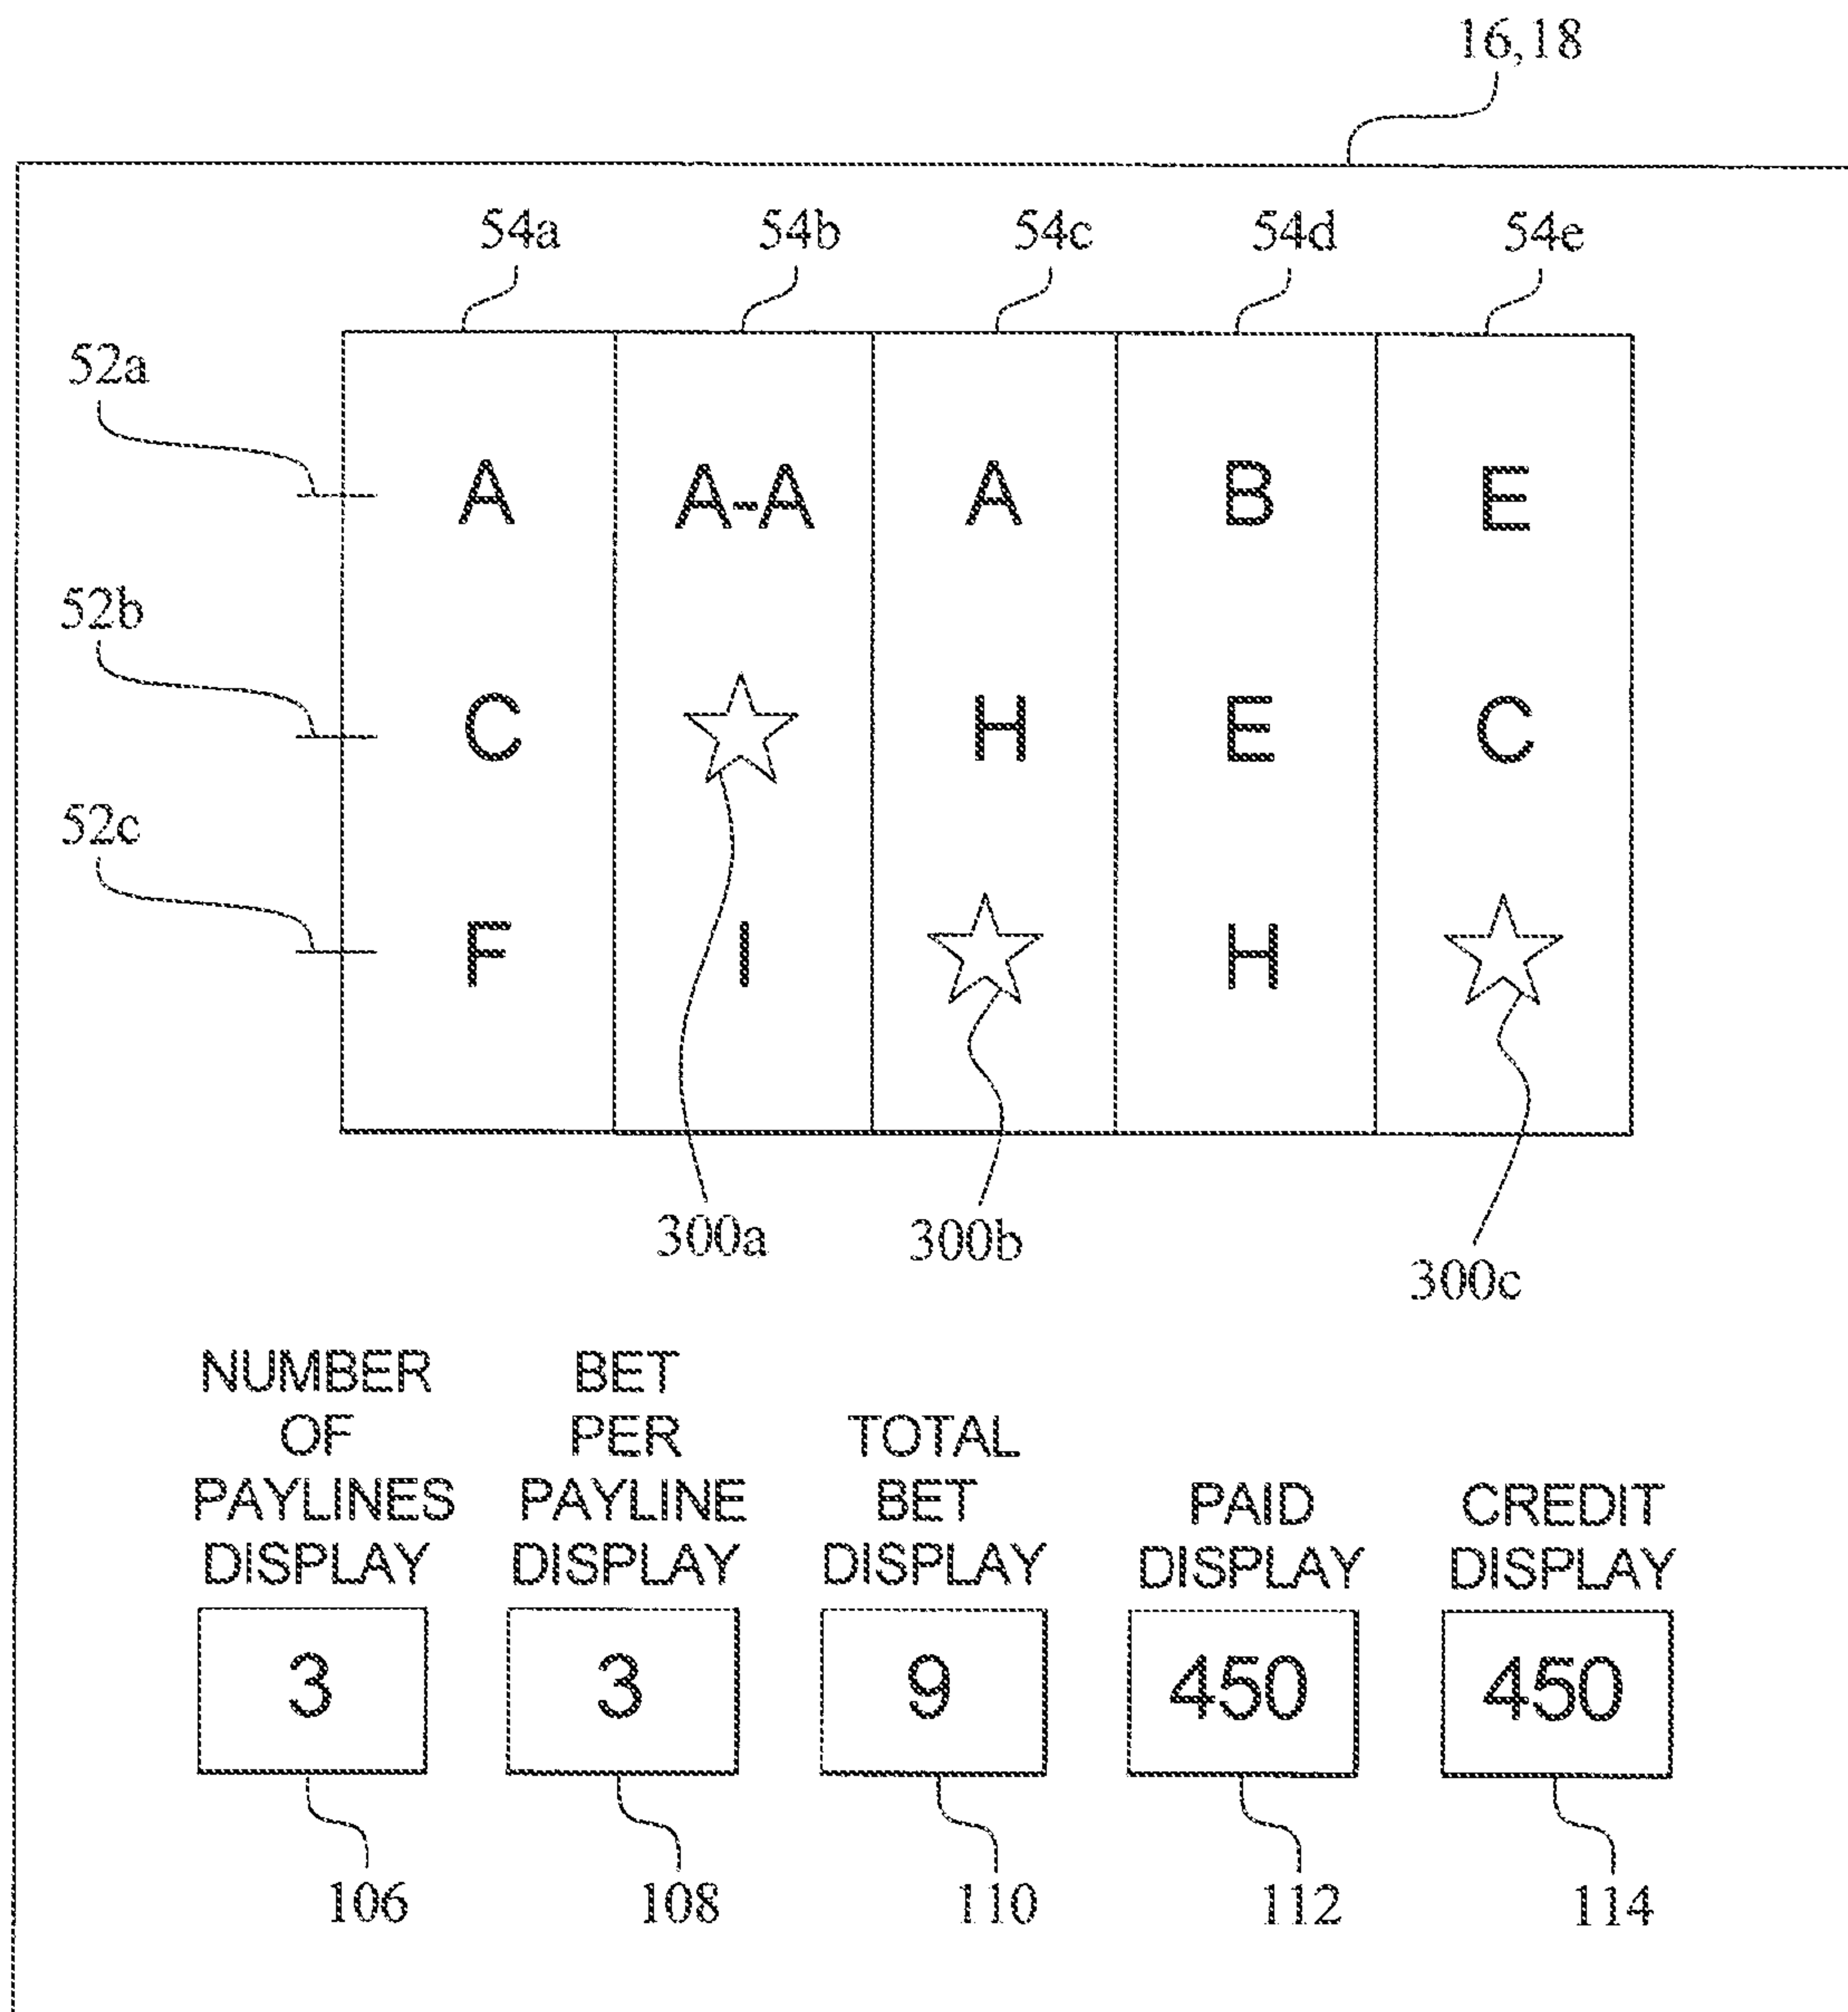 16,18
54a 54b 54c 54d 54e
52a
A A-A A B E
52b
C H E C
52c
F I H
300a 300b 300c
NUMBER OF PAYLINES DISPLAY
BET PER PAYLINE DISPLAY
TOTAL BET DISPLAY
PAID DISPLAY
CREDIT DISPLAY
3 3 9 450 450
106 108 110 112 114